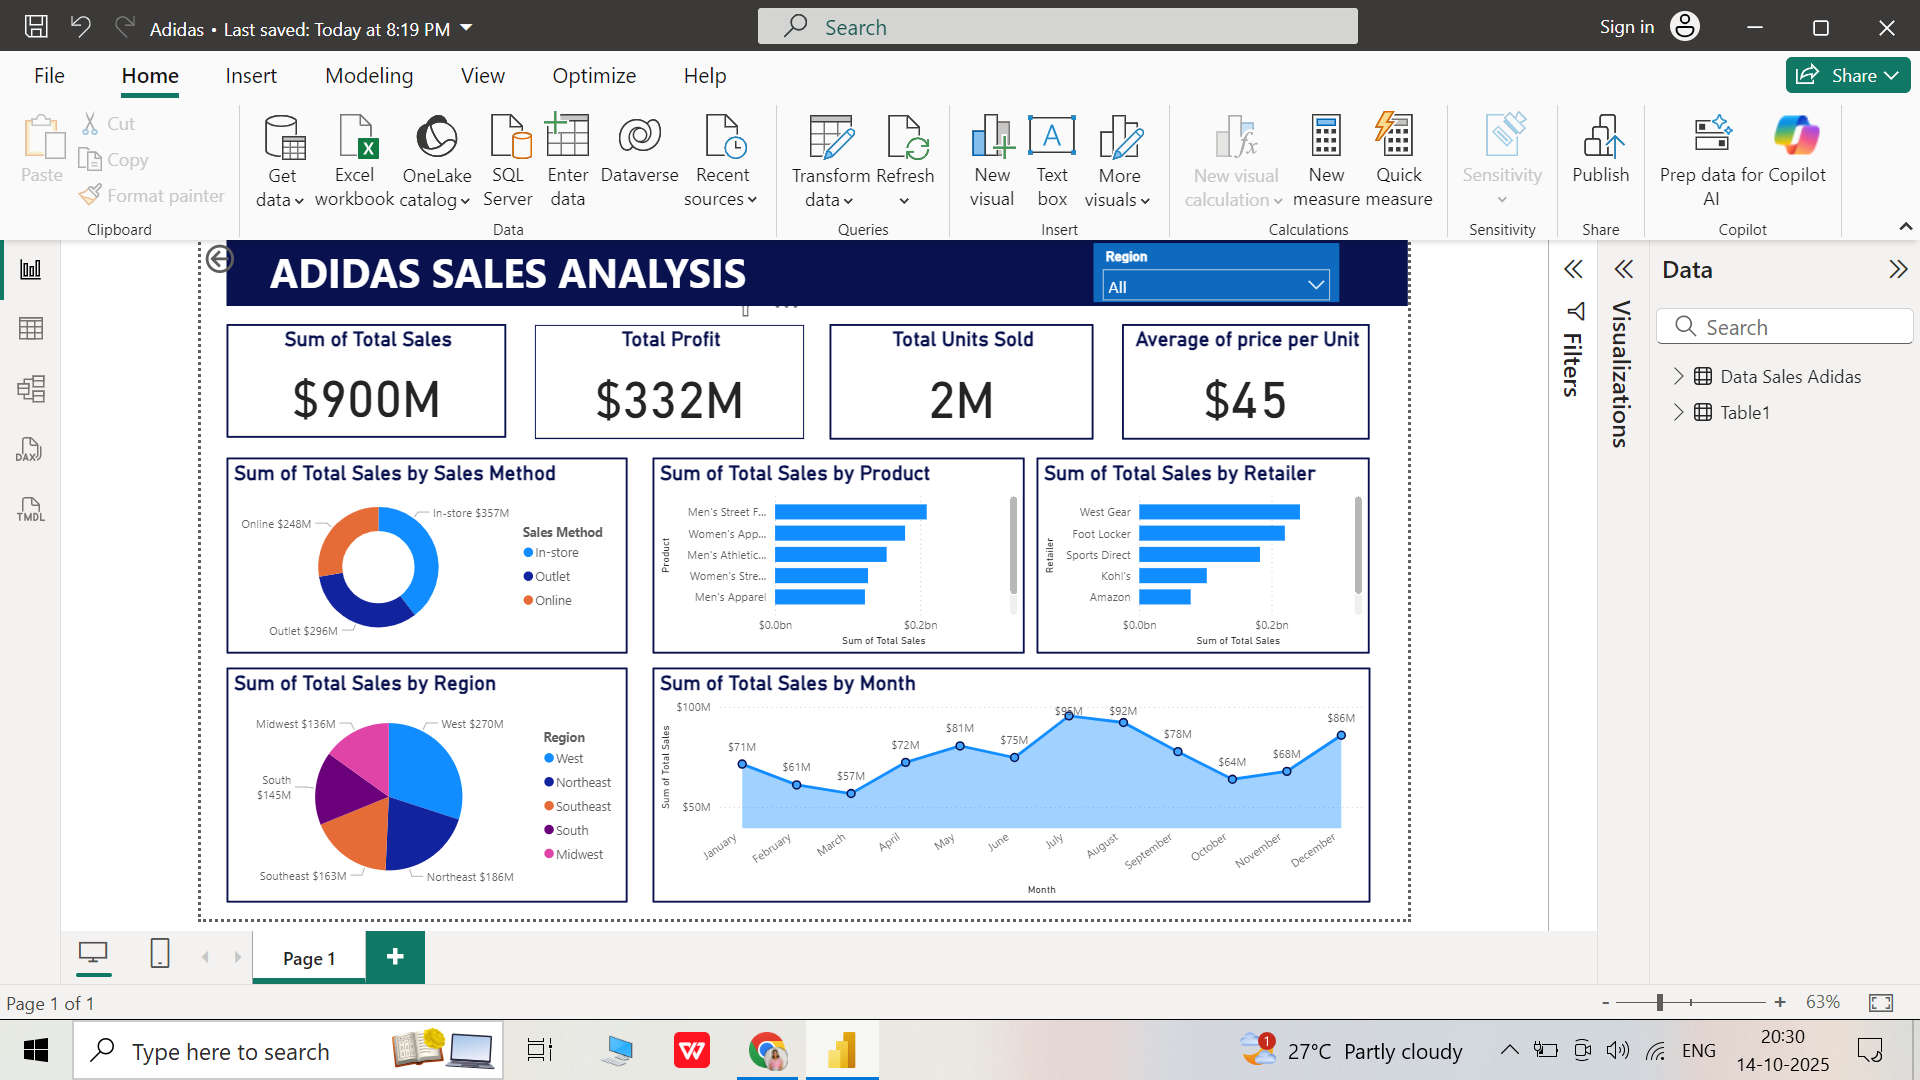 Adidas • Last saved: Today at 8:19 PM
Search
Sign in
File
Home
Insert
Modeling
View
Optimize
Help
Share
Paste
Cut
Copy
Format painter
Clipboard
Get data
Excel workbook
OneLake catalog
SQL Server
Enter data
Dataverse
Recent sources
Data
Transform data
Refresh
Queries
New visual
Text box
More visuals
Insert
New visual calculation
New measure
Quick measure
Calculations
Sensitivity
Sensitivity
Publish
Share
Prep data for AI
Copilot
Copilot
ADIDAS SALES ANALYSIS
Region
All
Sum of Total Sales
$900M
Total Profit
$332M
Total Units Sold
2M
Average of price per Unit
$45
Sum of Total Sales by Sales Method
Online $248M
In-store $357M
Outlet $296M
Sales Method
In-store
Outlet
Online
Sum of Total Sales by Product
Product
Men's Street F...
Women's App...
Men's Athletic...
Women's Stre...
Men's Apparel
$0.0bn
$0.2bn
Sum of Total Sales
Sum of Total Sales by Retailer
Retailer
West Gear
Foot Locker
Sports Direct
Kohl's
Amazon
$0.0bn
$0.2bn
Sum of Total Sales
Sum of Total Sales by Region
Midwest $136M
West $270M
South
$145M
Southeast $163M
Northeast $186M
Region
West
Northeast
Southeast
South
Midwest
Sum of Total Sales by Month
Sum of Total Sales
$100M
$50M
$71M
$61M
$57M
$72M
$81M
$75M
$95M
$92M
$78M
$64M
$68M
$86M
January
February
March
April
May
June
July
August
September
October
November
December
Month
Filters
Visualizations
Data
Search
Data Sales Adidas
Table1
DAX
TMDL
Page 1
Page 1 of 1
63%
Type here to search
1
27°C Partly cloudy
ENG
20:30
14-10-2025